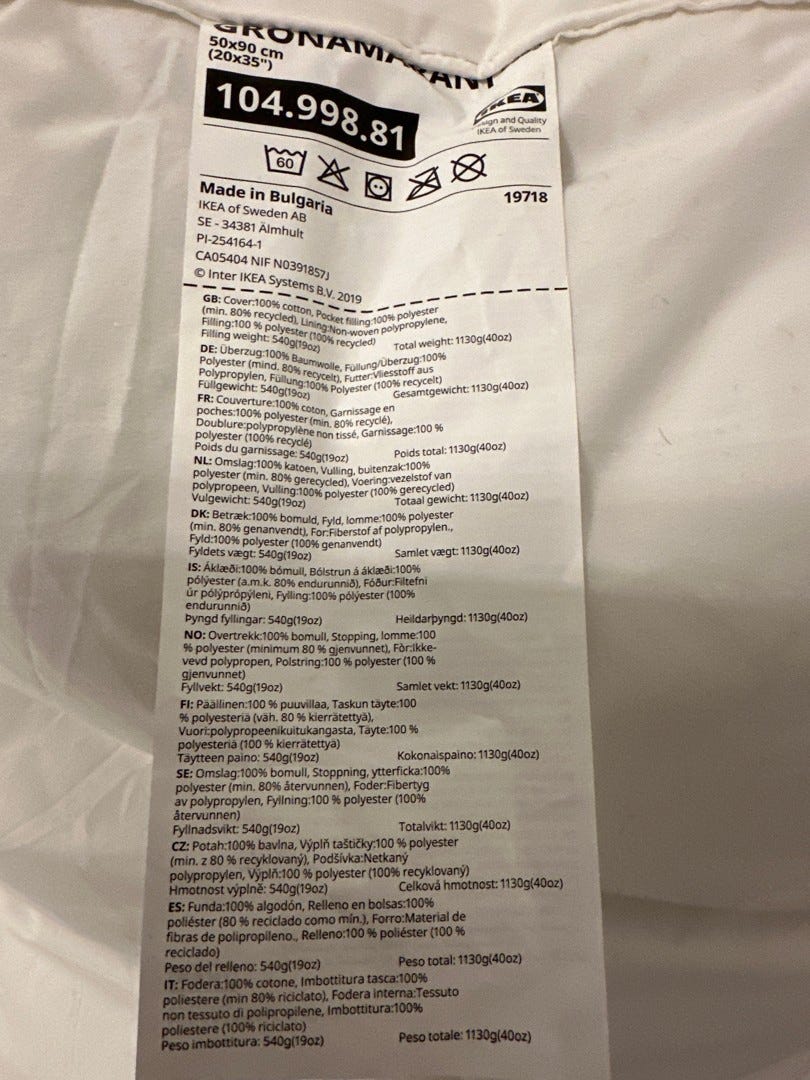 GRÖNAMARANT
50x90 cm
(20x35")
104.998.81
IKEA
Design and Quality
IKEA of Sweden
60
Made in Bulgaria
19718
IKEA of Sweden AB
SE - 34381 Älmhult
PI-254164-1
CA05404 NIF N0391857J
© Inter IKEA Systems B.V. 2019
GB: Cover:100% cotton, Pocket filling:100% polyester
(min. 80% recycled), Lining:Non-woven polypropylene,
Filling:100 % polyester (100% recycled)
Filling weight: 540g(19oz) Total weight: 1130g(40oz)
DE: Überzug:100% Baumwolle, Füllung/Überzug:100%
Polyester (mind. 80% recycelt), Futter:Vliesstoff aus
Polypropylen, Füllung:100% Polyester (100% recycelt)
Füllgewicht: 540g(19oz) Gesamtgewicht: 1130g(40oz)
FR: Couverture:100% coton, Garnissage en
poches:100% polyester (min. 80% recyclé),
Doublure:polypropylène non tissé, Garnissage:100 %
polyester (100% recyclé)
Poids du garnissage: 540g(19oz) Poids total: 1130g(40oz)
NL: Omslag:100% katoen, Vulling, buitenzak:100%
polyester (min. 80% gerecycled), Voering:vezelstof van
polypropeen, Vulling:100% polyester (100% gerecycled)
Vulgewicht: 540g(19oz) Totaal gewicht: 1130g(40oz)
DK: Betræk:100% bomuld, Fyld, lomme:100% polyester
(min. 80% genanvendt), For:Fiberstof af polypropylen.,
Fyld:100% polyester (100% genanvendt)
Fyldets vægt: 540g(19oz) Samlet vægt: 1130g(40oz)
IS: Áklæði:100% bómull, Bólstrun á áklæði:100%
pólýester (a.m.k. 80% endurunnið), Fóður:Filtefni
úr pólýprópýleni, Fylling:100% pólýester (100%
endurunnið)
Þyngd fyllingar: 540g(19oz) Heildarþyngd: 1130g(40oz)
NO: Overtrekk:100% bomull, Stopping, lomme:100
% polyester (minimum 80 % gjenvunnet), Fôr:Ikke-
vevd polypropen, Polstring:100 % polyester (100 %
gjenvunnet)
Fyllvekt: 540g(19oz) Samlet vekt: 1130g(40oz)
FI: Päällinen:100 % puuvillaa, Taskun täyte:100
% polyesteriä (väh. 80 % kierrätettyä),
Vuori:polypropeenikuitukangasta, Täyte:100 %
polyesteriä (100 % kierrätettyä)
Täytteen paino: 540g(19oz) Kokonaispaino: 1130g(40oz)
SE: Omslag:100% bomull, Stoppning, ytterficka:100%
polyester (min. 80% återvunnen), Foder:Fibertyg
av polypropylen, Fyllning:100 % polyester (100%
återvunnen)
Fyllnadsvikt: 540g(19oz) Totalvikt: 1130g(40oz)
CZ: Potah:100% bavlna, Výplň taštičky:100 % polyester
(min. z 80 % recyklovaný), Podšívka:Netkaný
polypropylen, Výplň:100 % polyester (100% recyklovaný)
Hmotnost výplně: 540g(19oz) Celková hmotnost: 1130g(40oz)
ES: Funda:100% algodón, Relleno en bolsas:100%
poliéster (80 % reciclado como mín.), Forro:Material de
fibras de polipropileno., Relleno:100 % poliéster (100 %
reciclado)
Peso del relleno: 540g(19oz) Peso total: 1130g(40oz)
IT: Fodera:100% cotone, Imbottitura tasca:100%
poliestere (min 80% riciclato), Fodera interna:Tessuto
non tessuto di polipropilene, Imbottitura:100%
poliestere (100% riciclato)
Peso imbottitura: 540g(19oz) Peso totale: 1130g(40oz)